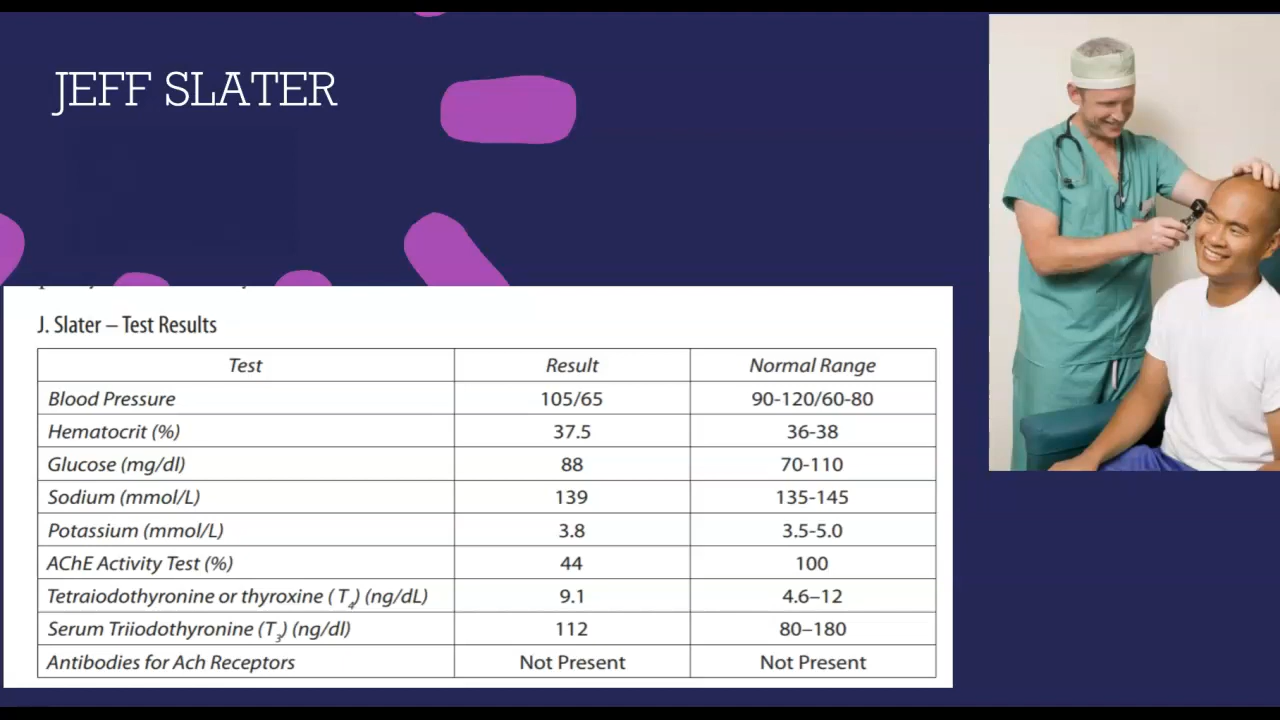 JEFF SLATER
J. Slater – Test Results
Test Result Normal Range
Blood Pressure 105/65 90-120/60-80
Hematocrit (%) 37.5 36-38
Glucose (mg/dl) 88 70-110
Sodium (mmol/L) 139 135-145
Potassium (mmol/L) 3.8 3.5-5.0
AChE Activity Test (%) 44 100
Tetraiodothyronine or thyroxine (T4) (ng/dL) 9.1 4.6–12
Serum Triiodothyronine (T3) (ng/dl) 112 80–180
Antibodies for Ach Receptors Not Present Not Present